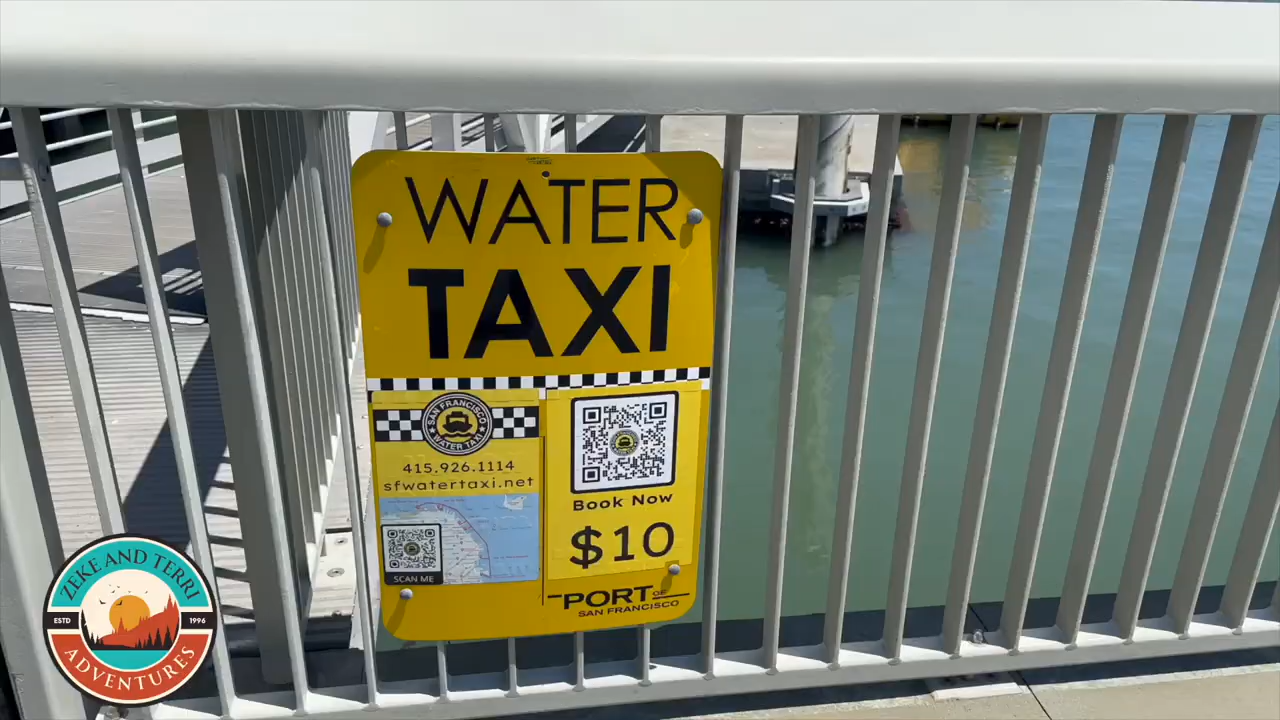 WATER
TAXI
SAN FRANCISCO
WATER TAXI
415.926.1114
sfwatertaxi.net
SCAN ME
Book Now
$10
PORT OF
SAN FRANCISCO
ZEKE AND TERRI
ESTD 1996
ADVENTURES